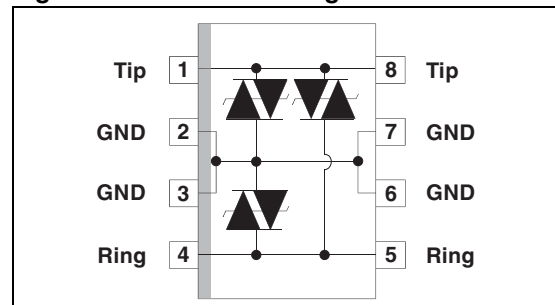 Tip 1 8 Tip
GND 2 7 GND
GND 3 6 GND
Ring 4 5 Ring